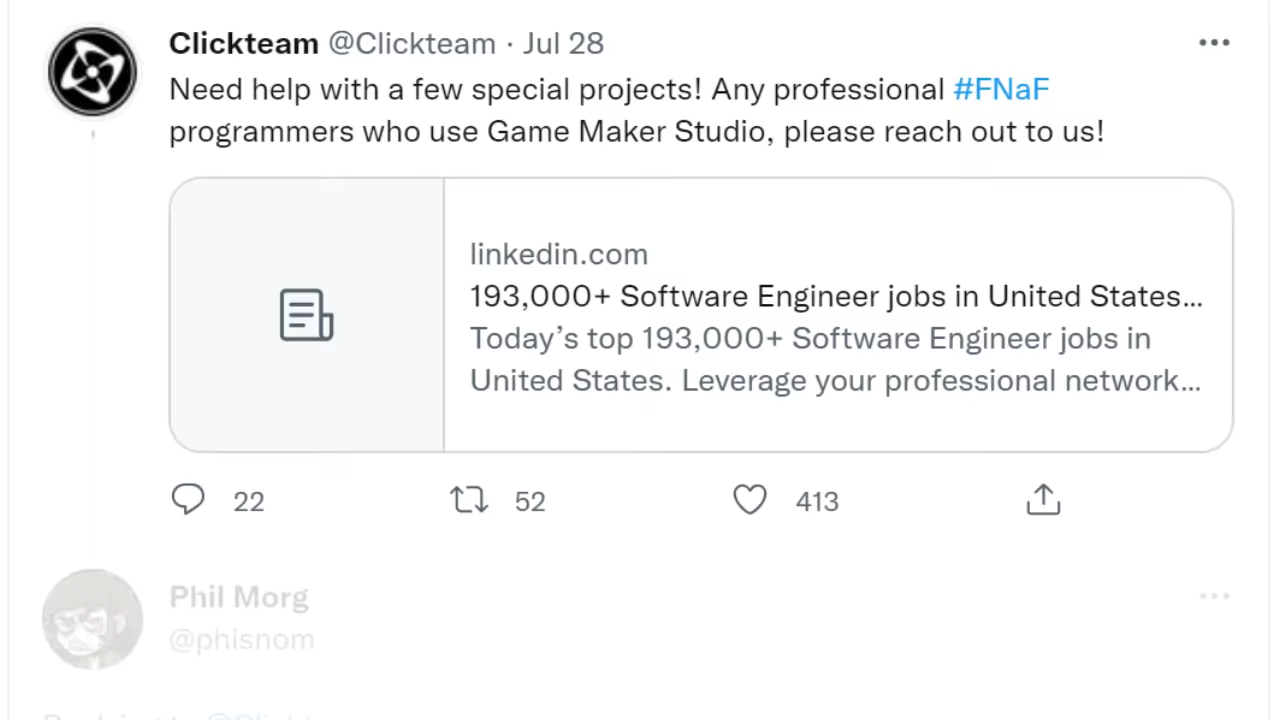 Clickteam @Clickteam · Jul 28
Need help with a few special projects! Any professional #FNaF
programmers who use Game Maker Studio, please reach out to us!
linkedin.com
193,000+ Software Engineer jobs in United States...
Today’s top 193,000+ Software Engineer jobs in
United States. Leverage your professional network...
22 52 413
Phil Morg
@phisnom